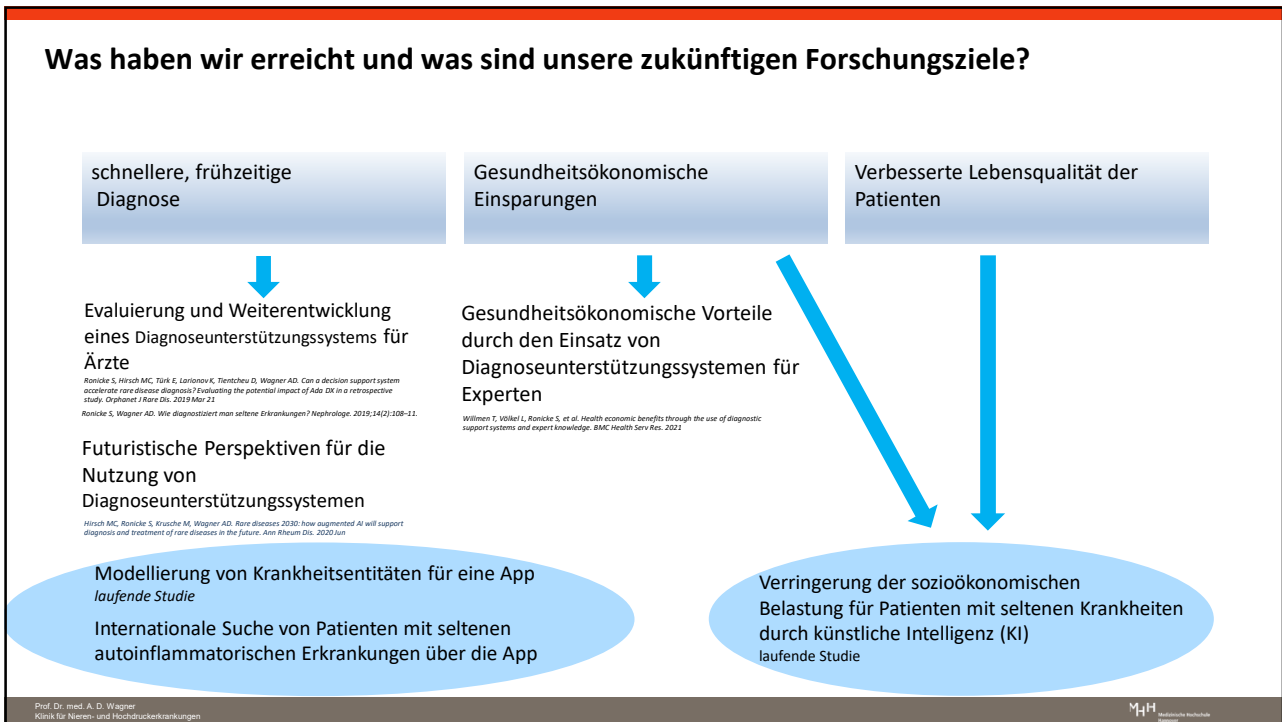 Was haben wir erreicht und was sind unsere zukünftigen Forschungsziele?
schnellere, frühzeitige
Diagnose
Gesundheitsökonomische
Einsparungen
Verbesserte Lebensqualität der
Patienten
Evaluierung und Weiterentwicklung
eines Diagnoseunterstützungssystems für
Ärzte
Ronicke S, Hirsch MC, Türk E, Larionov K, Tientcheu D, Wagner AD. Can a decision support system
accelerate rare disease diagnosis? Evaluating the potential impact of Ada DX in a retrospective
study. Orphanet J Rare Dis. 2019 Mar 21
Ronicke S, Wagner AD. Wie diagnostiziert man seltene Erkrankungen? Nephrologe. 2019;14(2):108–11.
Futuristische Perspektiven für die
Nutzung von
Diagnoseunterstützungssystemen
Hirsch MC, Ronicke S, Krusche M, Wagner AD. Rare diseases 2030: how augmented AI will support
diagnosis and treatment of rare diseases in the future. Ann Rheum Dis. 2020 Jun
Gesundheitsökonomische Vorteile
durch den Einsatz von
Diagnoseunterstützungssystemen für
Experten
Willmen T, Völkel L, Ronicke S, et al. Health economic benefits through the use of diagnostic
support systems and expert knowledge. BMC Health Serv Res. 2021
Modellierung von Krankheitsentitäten für eine App
laufende Studie
Internationale Suche von Patienten mit seltenen
autoinflammatorischen Erkrankungen über die App
Verringerung der sozioökonomischen
Belastung für Patienten mit seltenen Krankheiten
durch künstliche Intelligenz (KI)
laufende Studie
Prof. Dr. med. A. D. Wagner
Klinik für Nieren- und Hochdruckerkrankungen
MHH
Medizinische Hochschule
Hannover